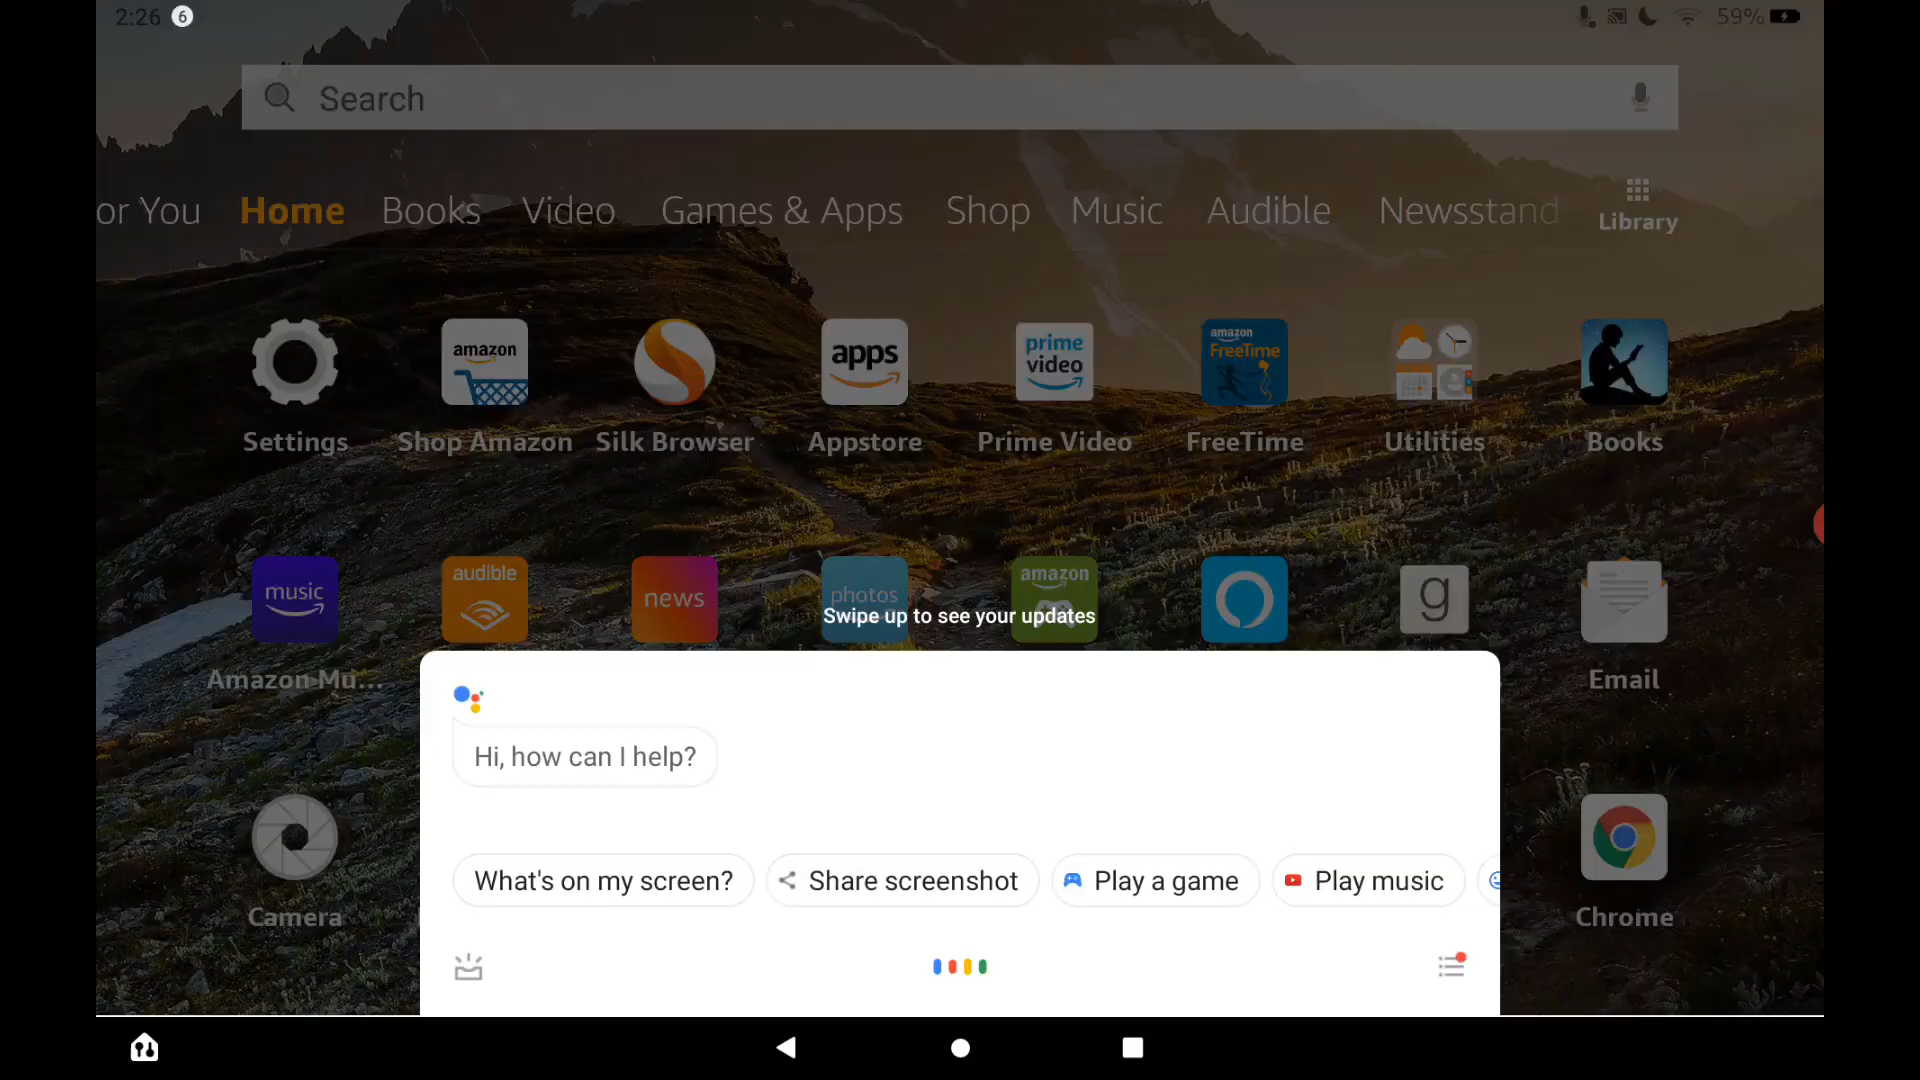 2:26 6 59%
Search
or You Home Books Video Games & Apps Shop Music Audible Newsstand Library
amazon apps prime video amazon FreeTime
Settings Shop Amazon Silk Browser Appstore Prime Video FreeTime Utilities Books
music audible news photos amazon g
Swipe up to see your updates
Amazon Mu... Email
Hi, how can I help?
What's on my screen? Share screenshot Play a game Play music
Camera Chrome